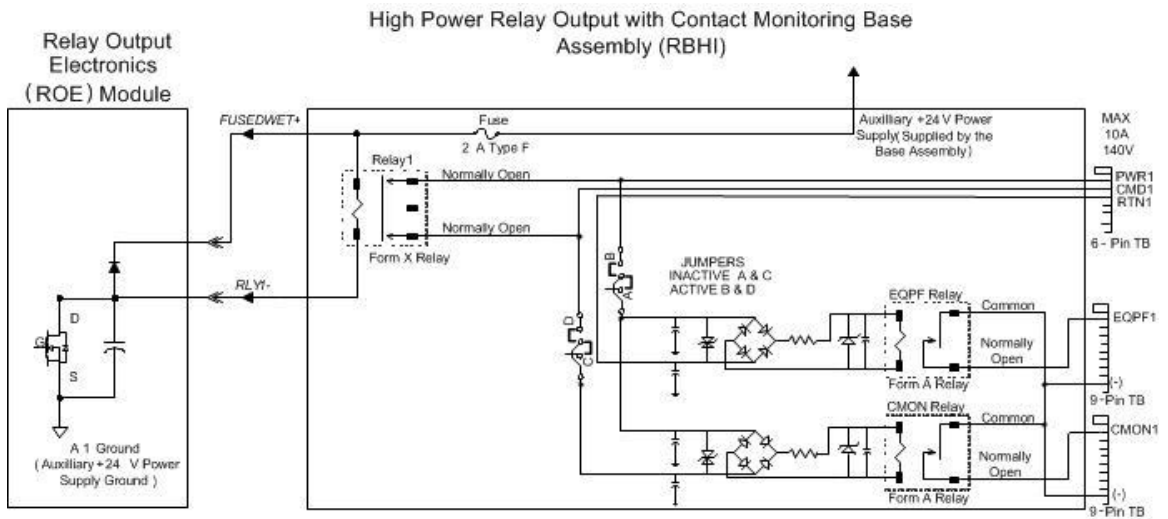 High Power Relay Output with Contact Monitoring Base
Assembly (RBHI)
Relay Output
Electronics
(ROE) Module
FUSEDWET+
Fuse
2 A Type F
Auxilliary +24 V Power
Supply(Supplied by the
Base Assembly)
MAX
10A
140V
Relay1
Normally Open
PWR1
CMD1
RTN1
Normally Open
6 - Pin TB
Form X Relay
RLY1-
B
A
JUMPERS
INACTIVE A & C
ACTIVE B & D
D
C
EQPF Relay
Common
EQPF1
Normally
Open
Form A Relay
(-)
9-Pin TB
D
G
S
CMON Relay
Common
CMON1
Normally
Open
Form A Relay
(-)
9-Pin TB
A 1 Ground
(Auxilliary +24 V Power
Supply Ground)